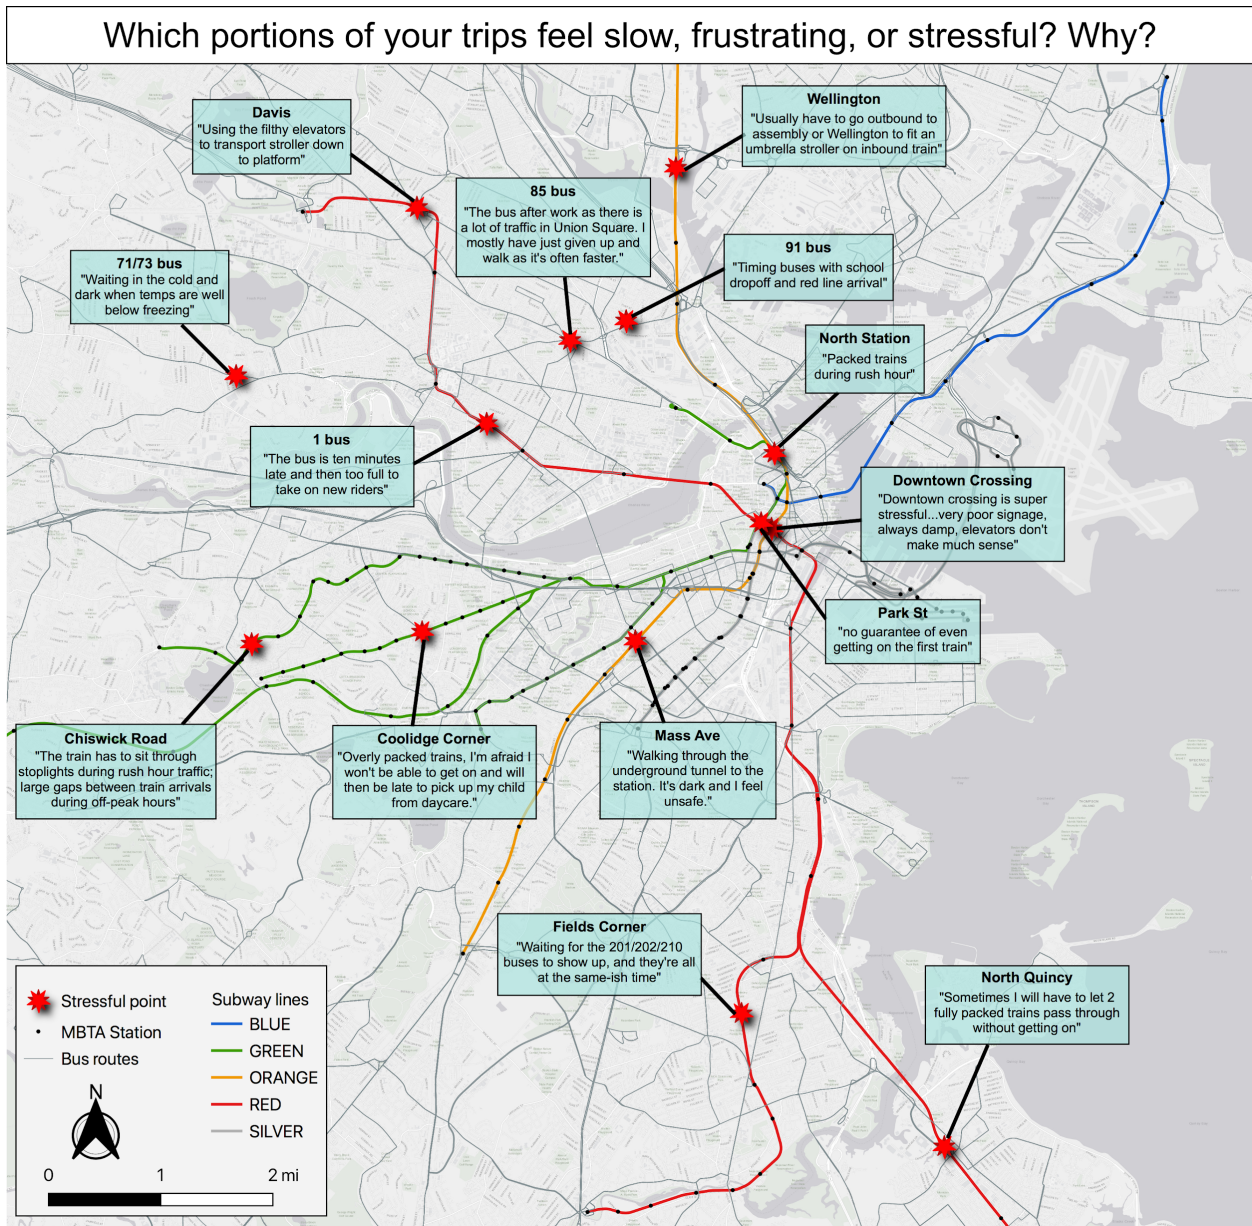 Which portions of your trips feel slow, frustrating, or stressful? Why?
Davis
"Using the filthy elevators
to transport stroller down
to platform"
Wellington
"Usually have to go outbound to
assembly or Wellington to fit an
umbrella stroller on inbound train"
85 bus
"The bus after work as there is
a lot of traffic in Union Square. I
mostly have just given up and
walk as it's often faster."
91 bus
"Timing buses with school
dropoff and red line arrival"
71/73 bus
"Waiting in the cold and
dark when temps are well
below freezing"
North Station
"Packed trains
during rush hour"
1 bus
"The bus is ten minutes
late and then too full to
take on new riders"
Downtown Crossing
"Downtown crossing is super
stressful...very poor signage,
always damp, elevators don't
make much sense"
Park St
"no guarantee of even
getting on the first train"
Chiswick Road
"The train has to sit through
stoplights during rush hour traffic;
large gaps between train arrivals
during off-peak hours"
Coolidge Corner
"Overly packed trains, I'm afraid I
won't be able to get on and will
then be late to pick up my child
from daycare."
Mass Ave
"Walking through the
underground tunnel to the
station. It's dark and I feel
unsafe."
Fields Corner
"Waiting for the 201/202/210
buses to show up, and they're all
at the same-ish time"
North Quincy
"Sometimes I will have to let 2
fully packed trains pass through
without getting on"
Stressful point
MBTA Station
Bus routes
Subway lines
BLUE
GREEN
ORANGE
RED
SILVER
N
0 1 2 mi